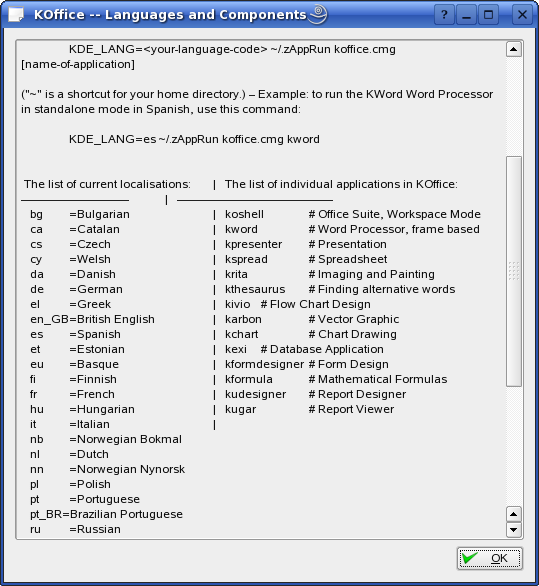 KOffice -- Languages and Components
KDE_LANG=<your-language-code> ~/.zAppRun koffice.cmg
[name-of-application]
("~" is a shortcut for your home directory.) – Example: to run the KWord Word Processor
in standalone mode in Spanish, use this command:
KDE_LANG=es ~/.zAppRun koffice.cmg kword
The list of current localisations: | The list of individual applications in KOffice:
___________________ | ___________________________
bg =Bulgarian | koshell # Office Suite, Workspace Mode
ca =Catalan | kword # Word Processor, frame based
cs =Czech | kpresenter # Presentation
cy =Welsh | kspread # Spreadsheet
da =Danish | krita # Imaging and Painting
de =German | kthesaurus # Finding alternative words
el =Greek | kivio # Flow Chart Design
en_GB=British English | karbon # Vector Graphic
es =Spanish | kchart # Chart Drawing
et =Estonian | kexi # Database Application
eu =Basque | kformdesigner # Form Design
fi =Finnish | kformula # Mathematical Formulas
fr =French | kudesigner # Report Designer
hu =Hungarian | kugar # Report Viewer
it =Italian |
nb =Norwegian Bokmal
nl =Dutch
nn =Norwegian Nynorsk
pl =Polish
pt =Portuguese
pt_BR=Brazilian Portuguese
ru =Russian
OK